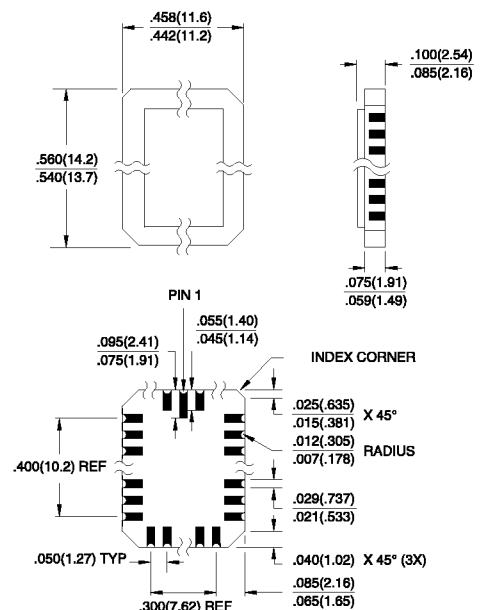 .458(11.6)
.442(11.2)
.100(2.54)
.085(2.16)
.560(14.2)
.540(13.7)
.075(1.91)
.059(1.49)
PIN 1
.055(1.40)
.045(1.14)
.095(2.41)
.075(1.91)
INDEX CORNER
.025(.635)
.015(.381) X 45°
.012(.305)
.007(.178) RADIUS
.400(10.2) REF
.029(.737)
.021(.533)
.050(1.27) TYP
.040(1.02) X 45° (3X)
.085(2.16)
.065(1.65)
.300(7.62) REF